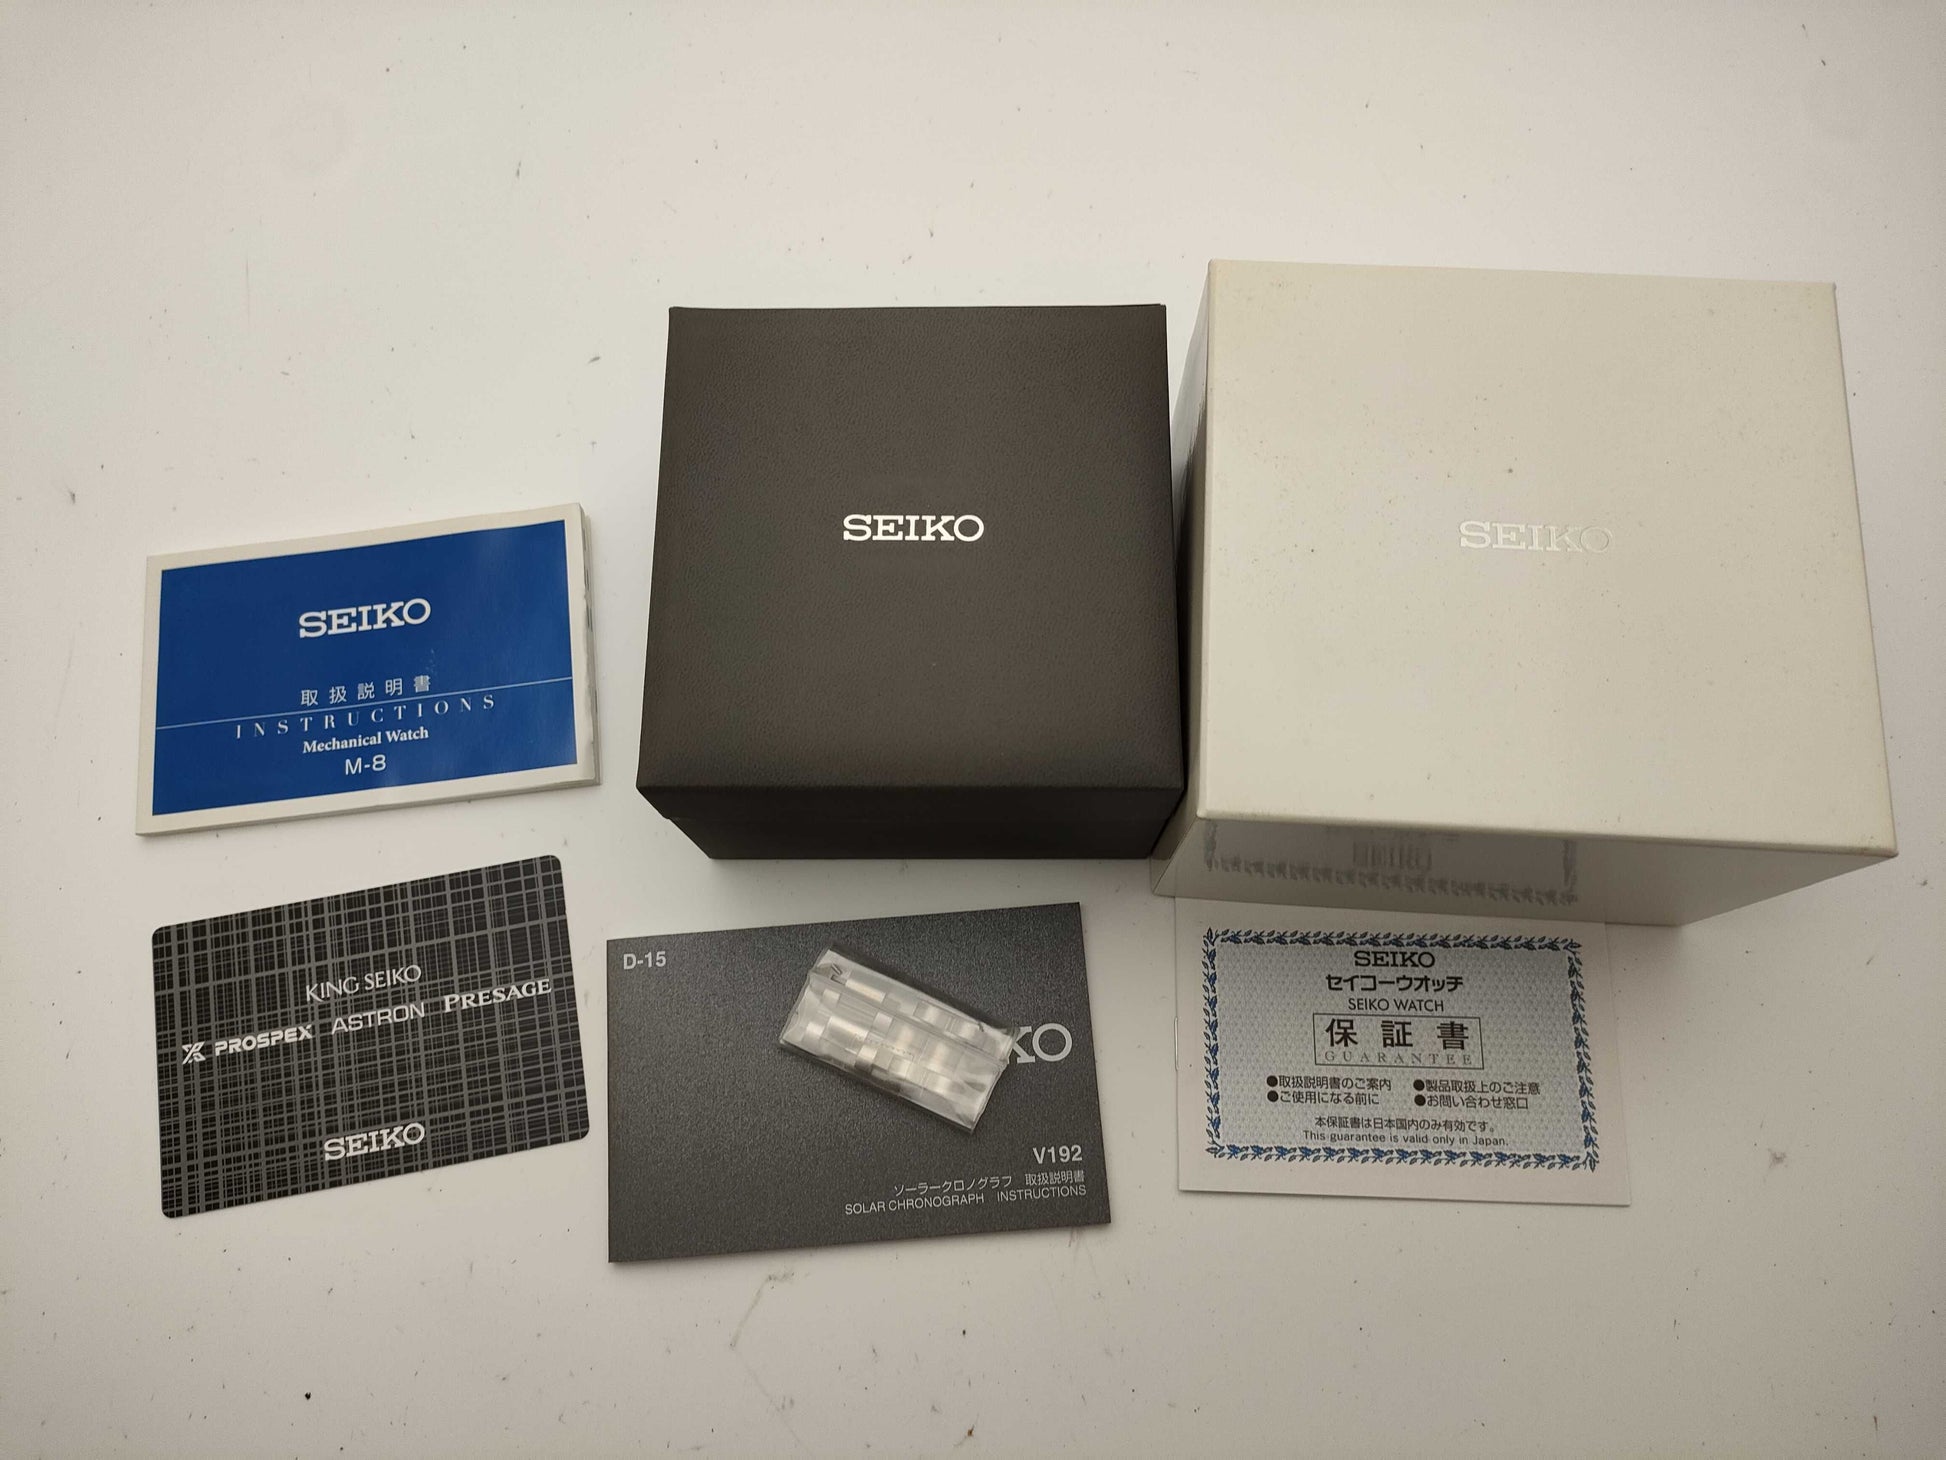 SEIKO
取扱説明書
INSTRUCTIONS
Mechanical Watch
M-8
SEIKO
SEIKO
KING SEIKO
PROSPEX ASTRON PRESAGE
SEIKO
D-15
KO
V192
ソーラークロノグラフ 取扱説明書
SOLAR CHRONOGRAPH INSTRUCTIONS
SEIKO
セイコーウオッチ
SEIKO WATCH
保証書
GUARANTEE
●取扱説明書のご案内 ●製品取扱上のご注意
●ご使用になる前に ●お問い合わせ窓口
本保証書は日本国内のみ有効です。
This guarantee is valid only in Japan.